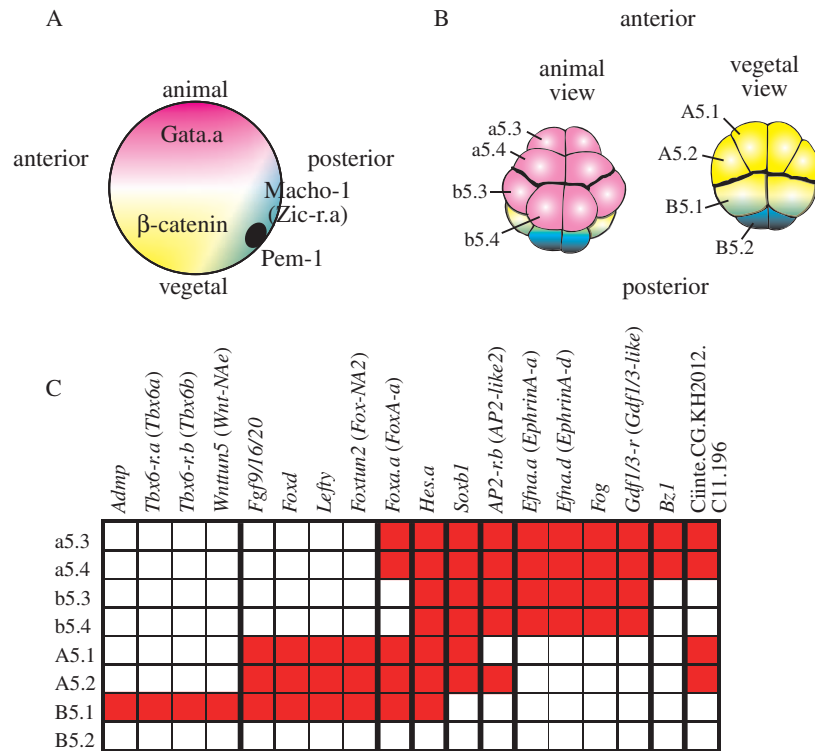 A
animal
Gata.a
anterior
posterior
Macho-1
(Zic-r.a)
β-catenin
Pem-1
vegetal
B
anterior
animal
view
vegetal
view
a5.3
a5.4
b5.3
b5.4
A5.1
A5.2
B5.1
B5.2
posterior
C
Admp
Tbx6-r.a (Tbx6a)
Tbx6-r.b (Tbx6b)
Wnttun5 (Wnt-NAe)
Fgf9/16/20
Foxd
Lefty
Foxtun2 (Fox-NA2)
Foxa.a (FoxA-a)
Hes.a
Soxb1
AP2-r.b (AP2-like2)
Efna.a (EphrinA-a)
Efna.d (EphrinA-d)
Fog
Gdf1/3-r (Gdf1/3-like)
Bz1
Ciinte.CG.KH2012.
C11.196
a5.3
a5.4
b5.3
b5.4
A5.1
A5.2
B5.1
B5.2